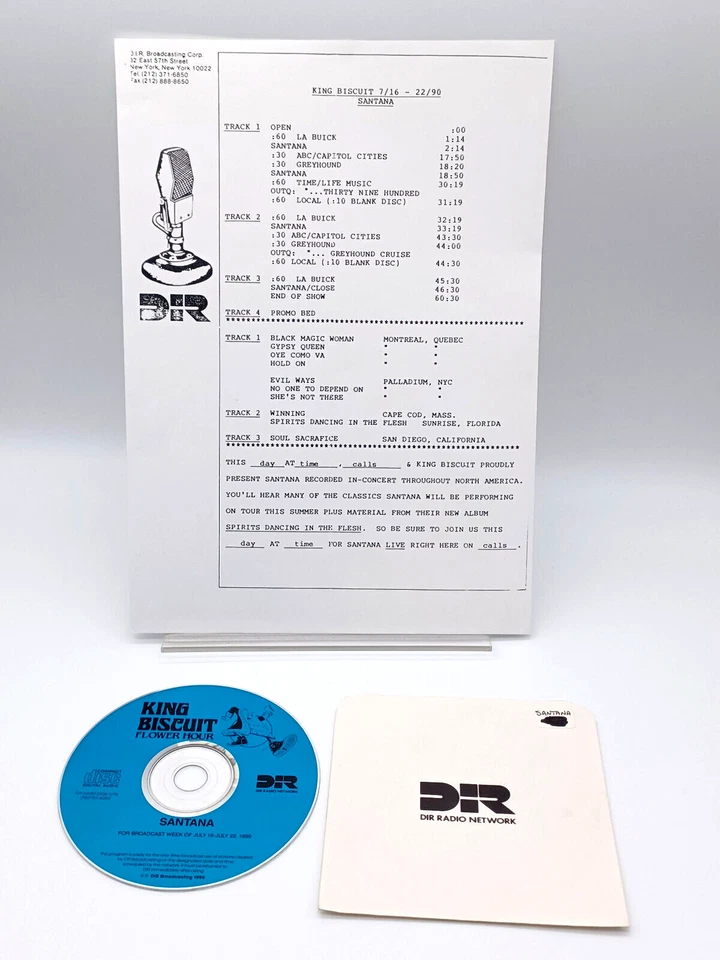 D.I.R. Broadcasting Corp.
32 East 57th Street
New York, New York 10022
Tel. (212) 371-6850
Fax (212) 888-8650
DIR
KING BISCUIT 7/16 - 22/90
SANTANA
TRACK 1 OPEN :00
:60 LA BUICK 1:14
SANTANA 2:14
:30 ABC/CAPITOL CITIES 17:50
:30 GREYHOUND 18:20
SANTANA 18:50
:60 TIME/LIFE MUSIC 30:19
OUTQ: "...THIRTY NINE HUNDRED
:60 LOCAL (:10 BLANK DISC) 31:19
TRACK 2 :60 LA BUICK 32:19
SANTANA 33:19
:30 ABC/CAPITOL CITIES 43:30
:30 GREYHOUND 44:00
OUTQ: "... GREYHOUND CRUISE
:60 LOCAL (:10 BLANK DISC) 44:30
TRACK 3 :60 LA BUICK 45:30
SANTANA/CLOSE 46:30
END OF SHOW 60:30
TRACK 4 PROMO BED
TRACK 1 BLACK MAGIC WOMAN MONTREAL, QUEBEC
GYPSY QUEEN " "
OYE COMO VA " "
HOLD ON " "
EVIL WAYS PALLADIUM, NYC
NO ONE TO DEPEND ON " "
SHE'S NOT THERE " "
TRACK 2 WINNING CAPE COD, MASS.
SPIRITS DANCING IN THE FLESH SUNRISE, FLORIDA
TRACK 3 SOUL SACRAFICE SAN DIEGO, CALIFORNIA
THIS day AT time , calls & KING BISCUIT PROUDLY
PRESENT SANTANA RECORDED IN-CONCERT THROUGHOUT NORTH AMERICA.
YOU'LL HEAR MANY OF THE CLASSICS SANTANA WILL BE PERFORMING
ON TOUR THIS SUMMER PLUS MATERIAL FROM THEIR NEW ALBUM
SPIRITS DANCING IN THE FLESH. SO BE SURE TO JOIN US THIS
day AT time FOR SANTANA LIVE RIGHT HERE ON calls .
KING
BISCUIT
FLOWER HOUR
COMPACT
disc
DIGITAL AUDIO
DIR
DIR RADIO NETWORK
SANTANA
FOR BROADCAST WEEK OF JULY 16-JULY 22, 1990
DIR Broadcasting 1990
SANTANA
DIR
DIR RADIO NETWORK